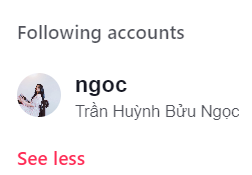 Following accounts
ngoc
Trần Huỳnh Bửu Ngọc
See less